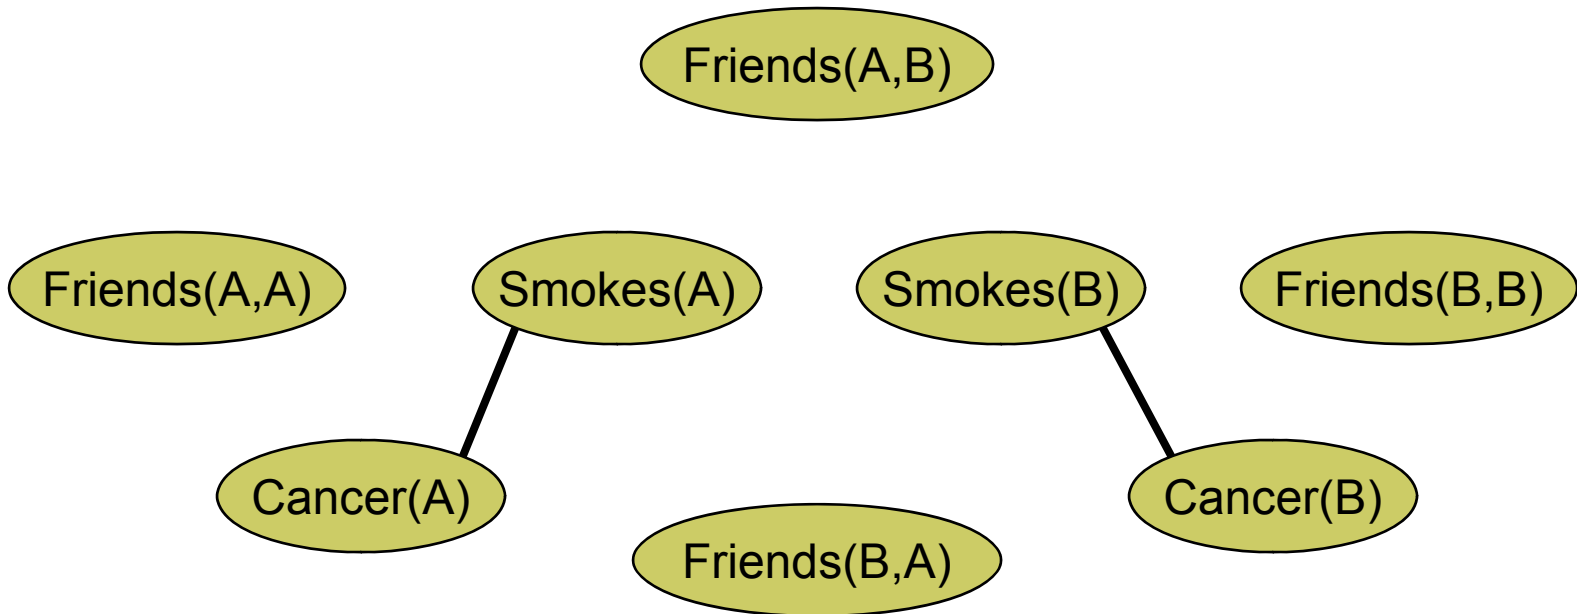 Friends(A,B)
Friends(A,A)
Smokes(A)
Smokes(B)
Friends(B,B)
Cancer(A)
Cancer(B)
Friends(B,A)